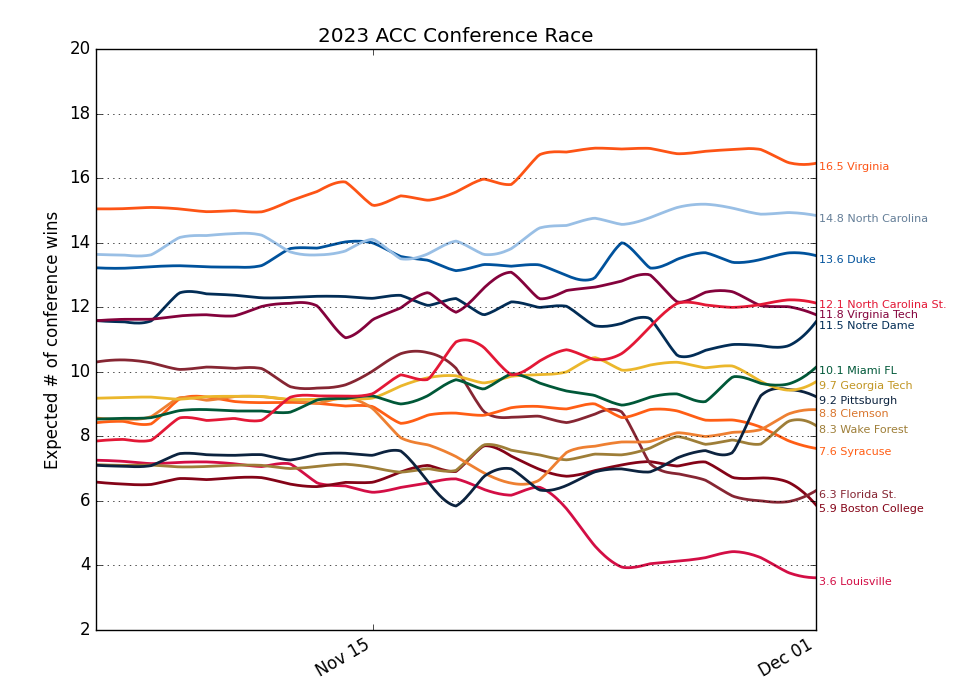 2023 ACC Conference Race
Expected # of conference wins
20
18
16
14
12
10
8
6
4
2
16.5 Virginia
14.8 North Carolina
13.6 Duke
12.1 North Carolina St.
11.8 Virginia Tech
11.5 Notre Dame
10.1 Miami FL
9.7 Georgia Tech
9.2 Pittsburgh
8.8 Clemson
8.3 Wake Forest
7.6 Syracuse
6.3 Florida St.
5.9 Boston College
3.6 Louisville
Nov 15
Dec 01